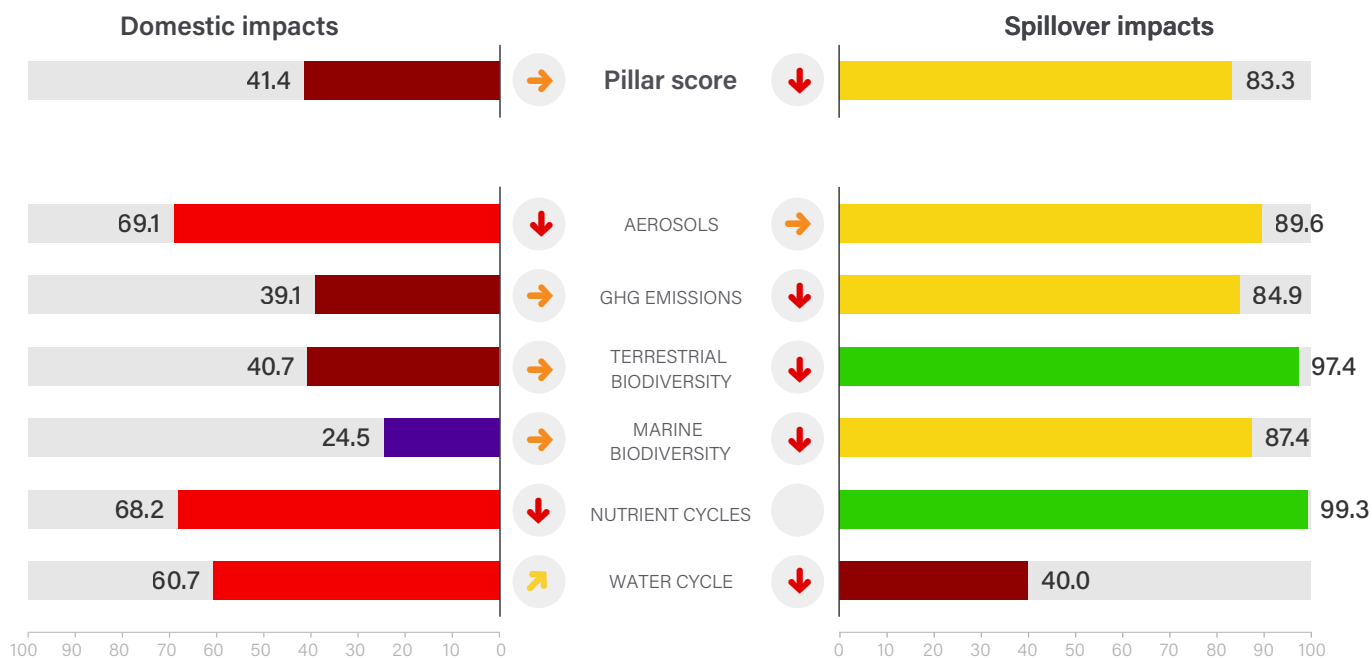 Domestic impacts
Spillover impacts
41.4
Pillar score
83.3
69.1
AEROSOLS
89.6
39.1
GHG EMISSIONS
84.9
40.7
TERRESTRIAL
BIODIVERSITY
97.4
24.5
MARINE
BIODIVERSITY
87.4
68.2
NUTRIENT CYCLES
99.3
60.7
WATER CYCLE
40.0
100 90 80 70 60 50 40 30 20 10 0
0 10 20 30 40 50 60 70 80 90 100